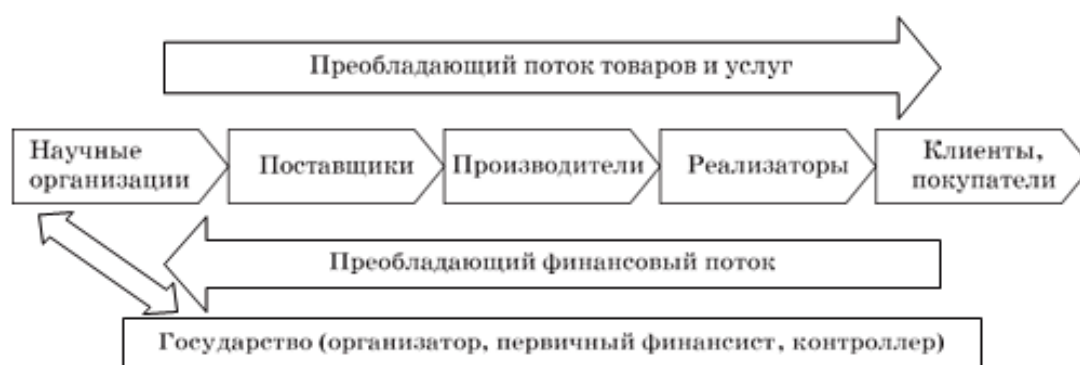 Преобладающий поток товаров и услуг
Научные
организации
Поставщики
Производители
Реализаторы
Клиенты,
покупатели
Преобладающий финансовый поток
Государство (организатор, первичный финансист, контроллер)